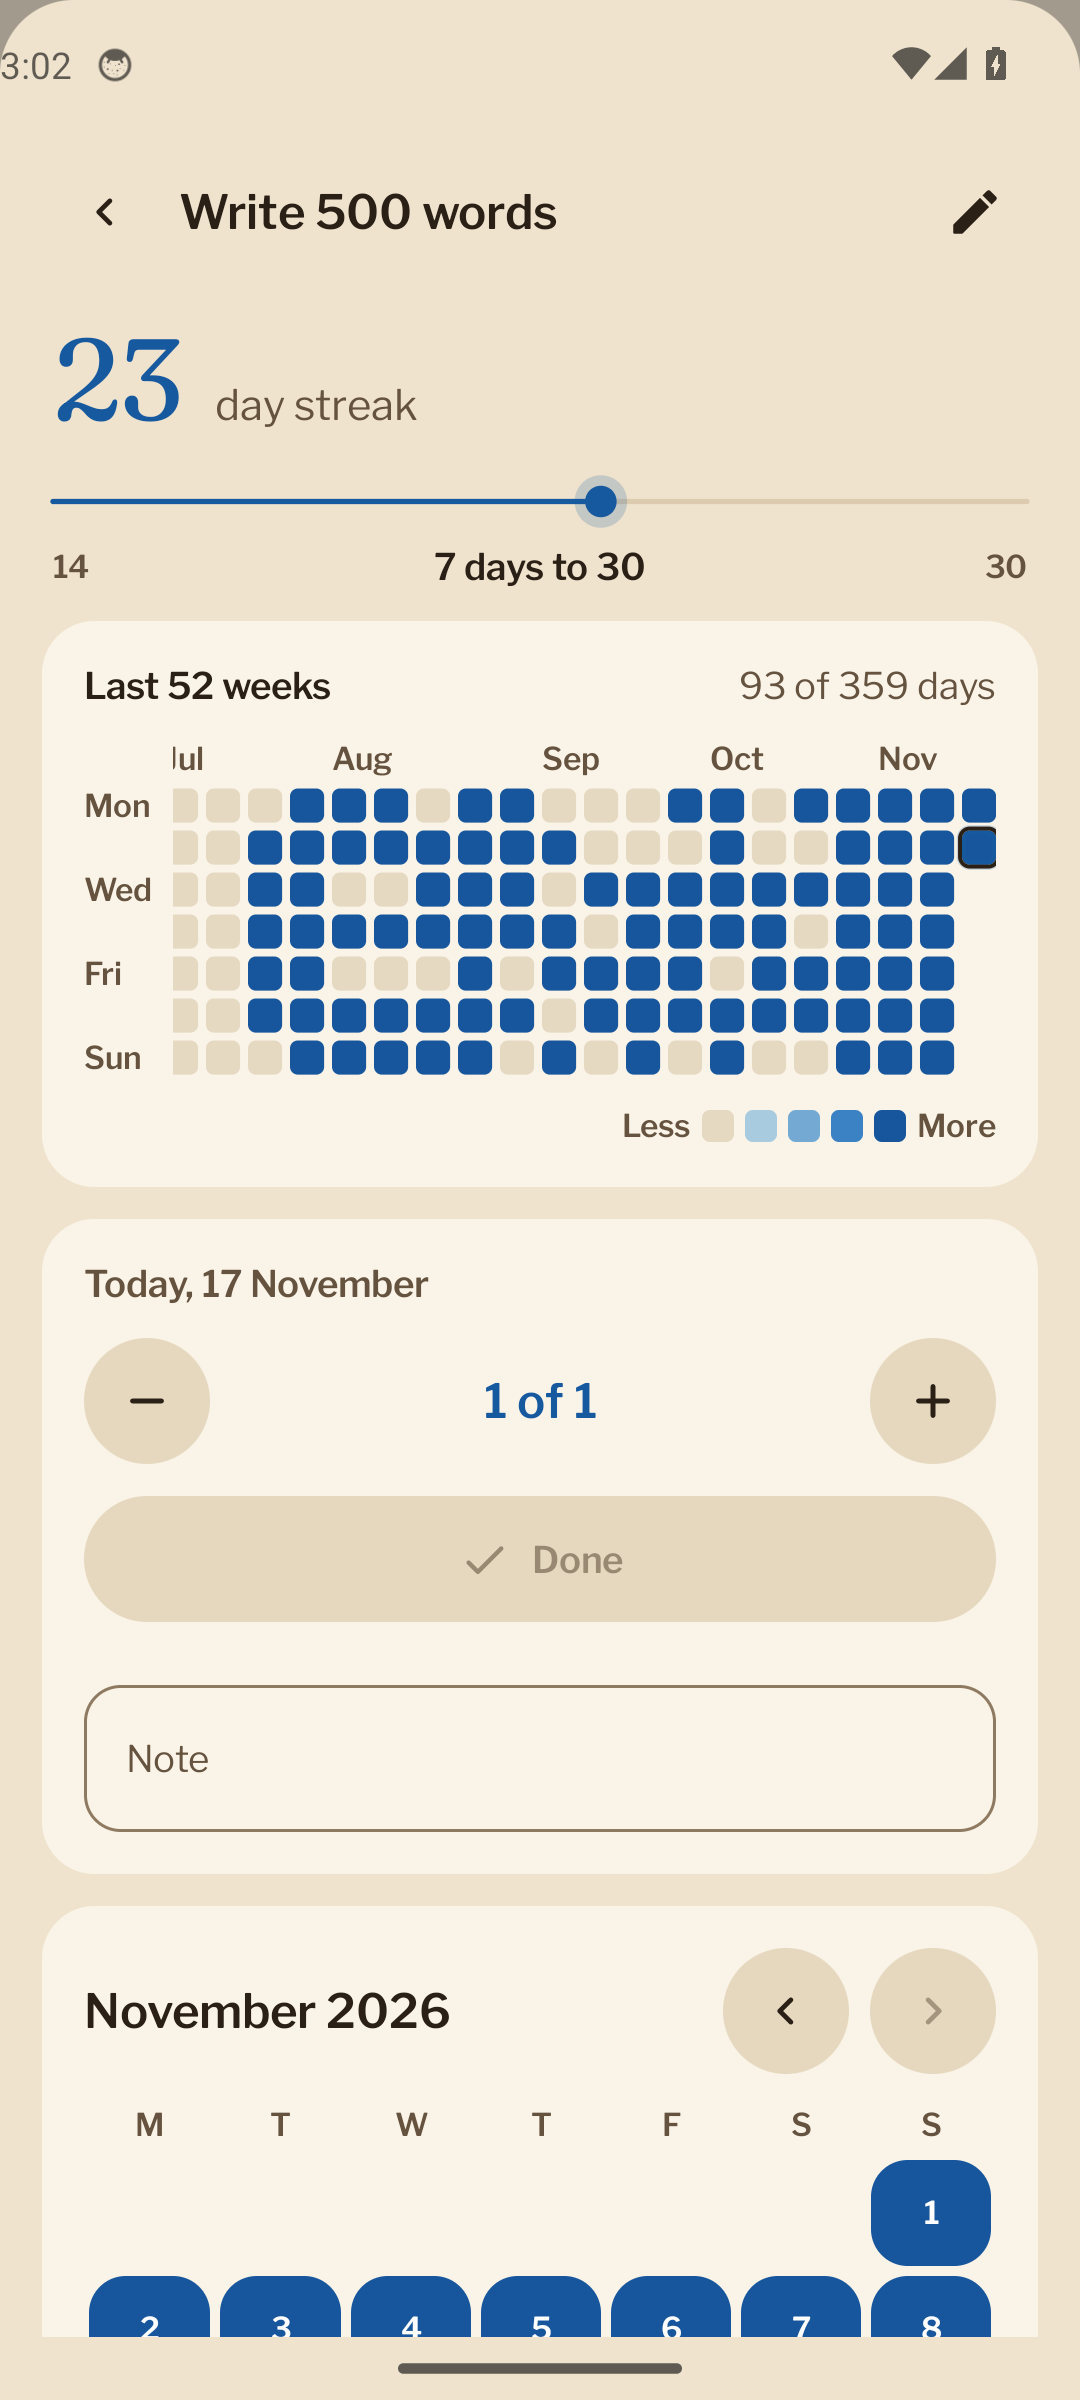 3:02
Write 500 words
23 day streak
14 7 days to 30 30
Last 52 weeks 93 of 359 days
Jul Aug Sep Oct Nov
Mon
Wed
Fri
Sun
Less More
Today, 17 November
1 of 1
Done
Note
November 2026
M T W T F S S
1
2 3 4 5 6 7 8